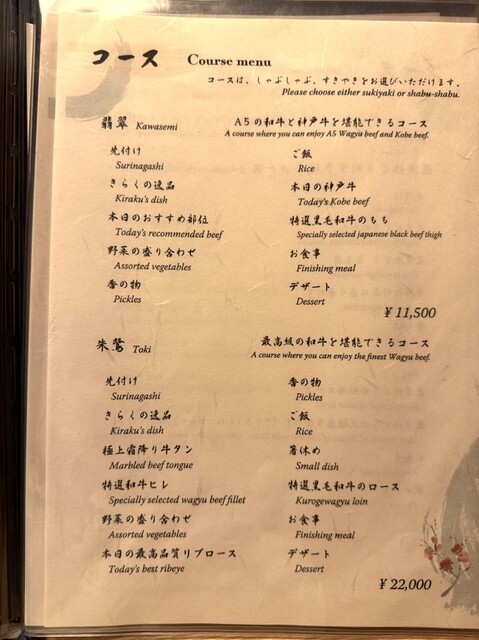 コース Course menu
コースは、しゃぶしゃぶ、すきやきをお選びいただけます。
Please choose either sukiyaki or shabu-shabu.
翡翠 Kawasemi A5の和牛と神戸牛を堪能できるコース
A course where you can enjoy A5 Wagyu beef and Kobe beef.
先付け
Surinagashi
きらくの逸品
Kiraku's dish
本日のおすすめ部位
Today's recommended beef
野菜の盛り合わせ
Assorted vegetables
香の物
Pickles
ご飯
Rice
本日の神戸牛
Today's Kobe beef
特選黒毛和牛のもも
Specially selected japanese black beef thigh
お食事
Finishing meal
デザート
Dessert
¥11,500
朱鷺 Toki 最高級の和牛を堪能できるコース
A course where you can enjoy the finest Wagyu beef.
先付け
Surinagashi
きらくの逸品
Kiraku's dish
極上霜降り牛タン
Marbled beef tongue
特選和牛ヒレ
Specially selected wagyu beef fillet
野菜の盛り合わせ
Assorted vegetables
本日の最高品質リブロース
Today's best ribeye
香の物
Pickles
ご飯
Rice
箸休め
Small dish
特選黒毛和牛のロース
Kurogewagyu loin
お食事
Finishing meal
デザート
Dessert
¥22,000